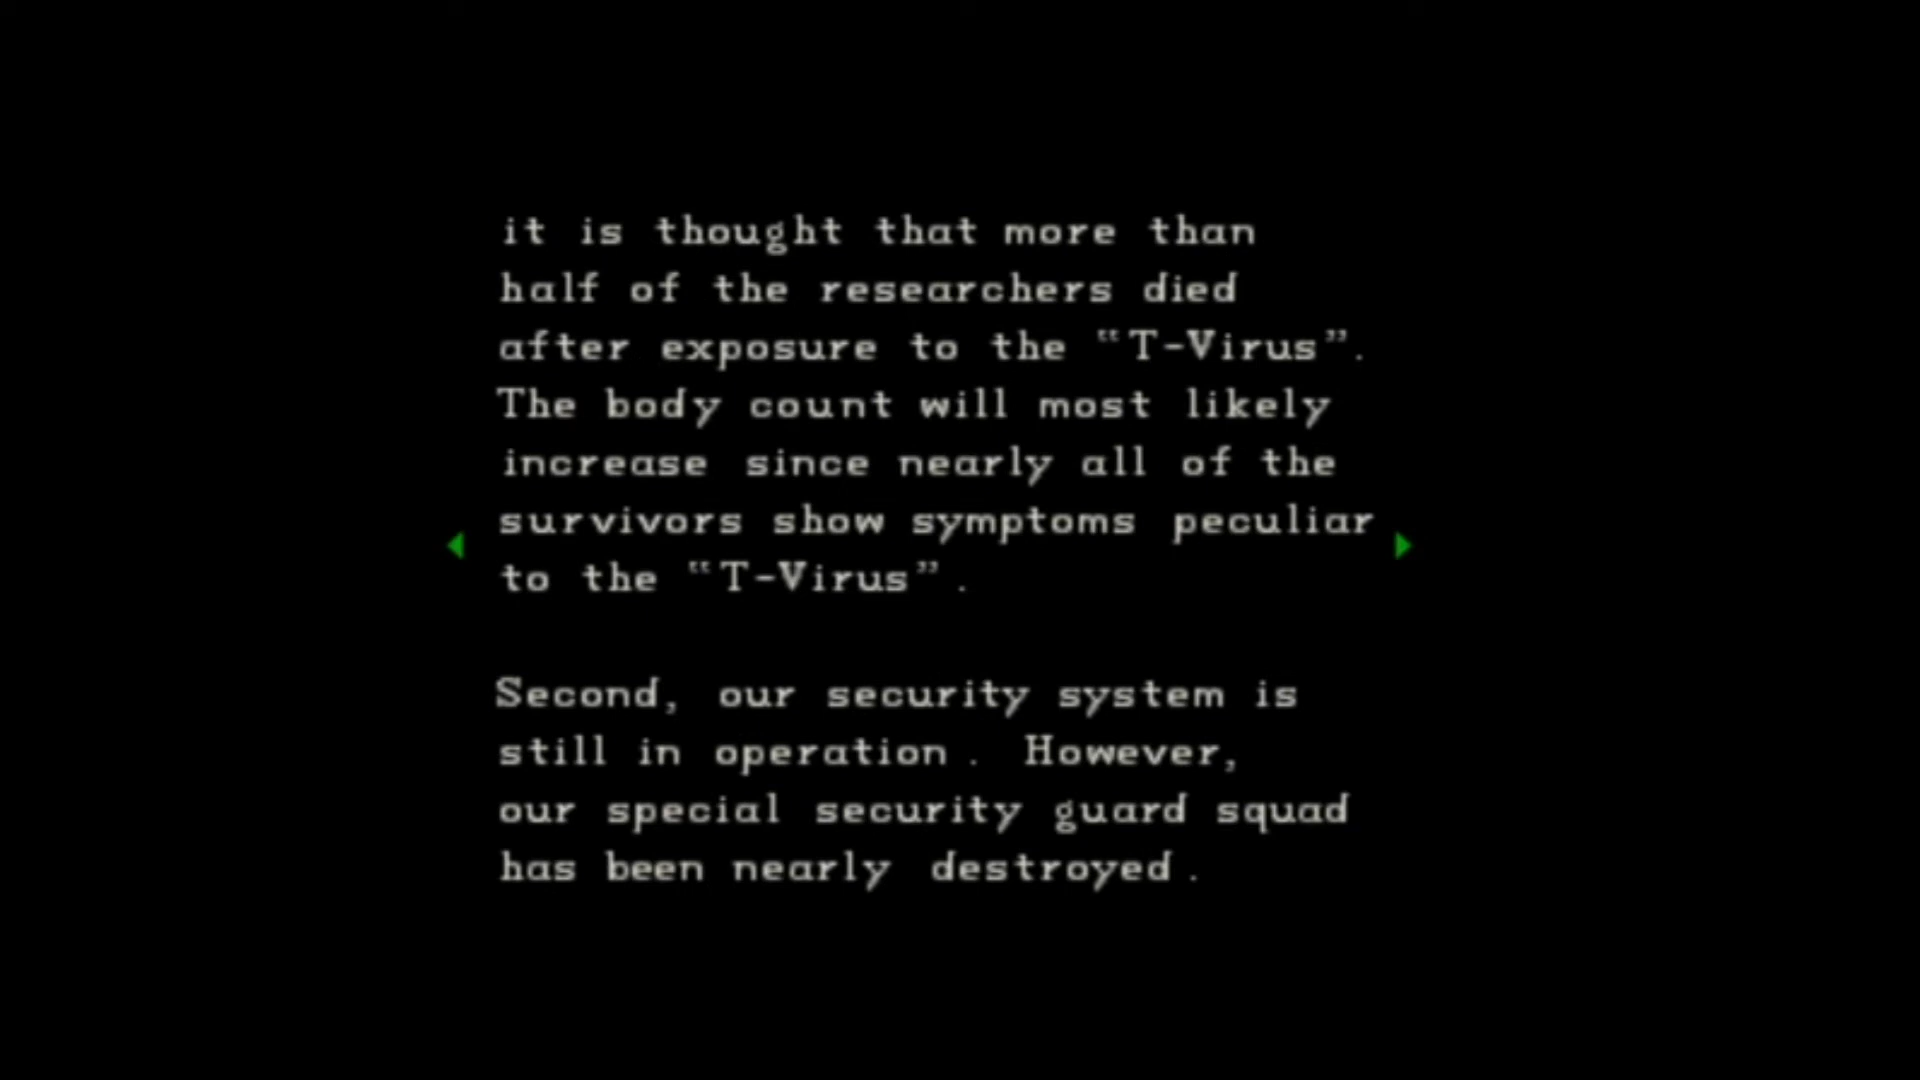 it is thought that more than
half of the researchers died
after exposure to the “T-Virus”.
The body count will most likely
increase since nearly all of the
survivors show symptoms peculiar
to the “T-Virus”.
Second, our security system is
still in operation. However,
our special security guard squad
has been nearly destroyed.